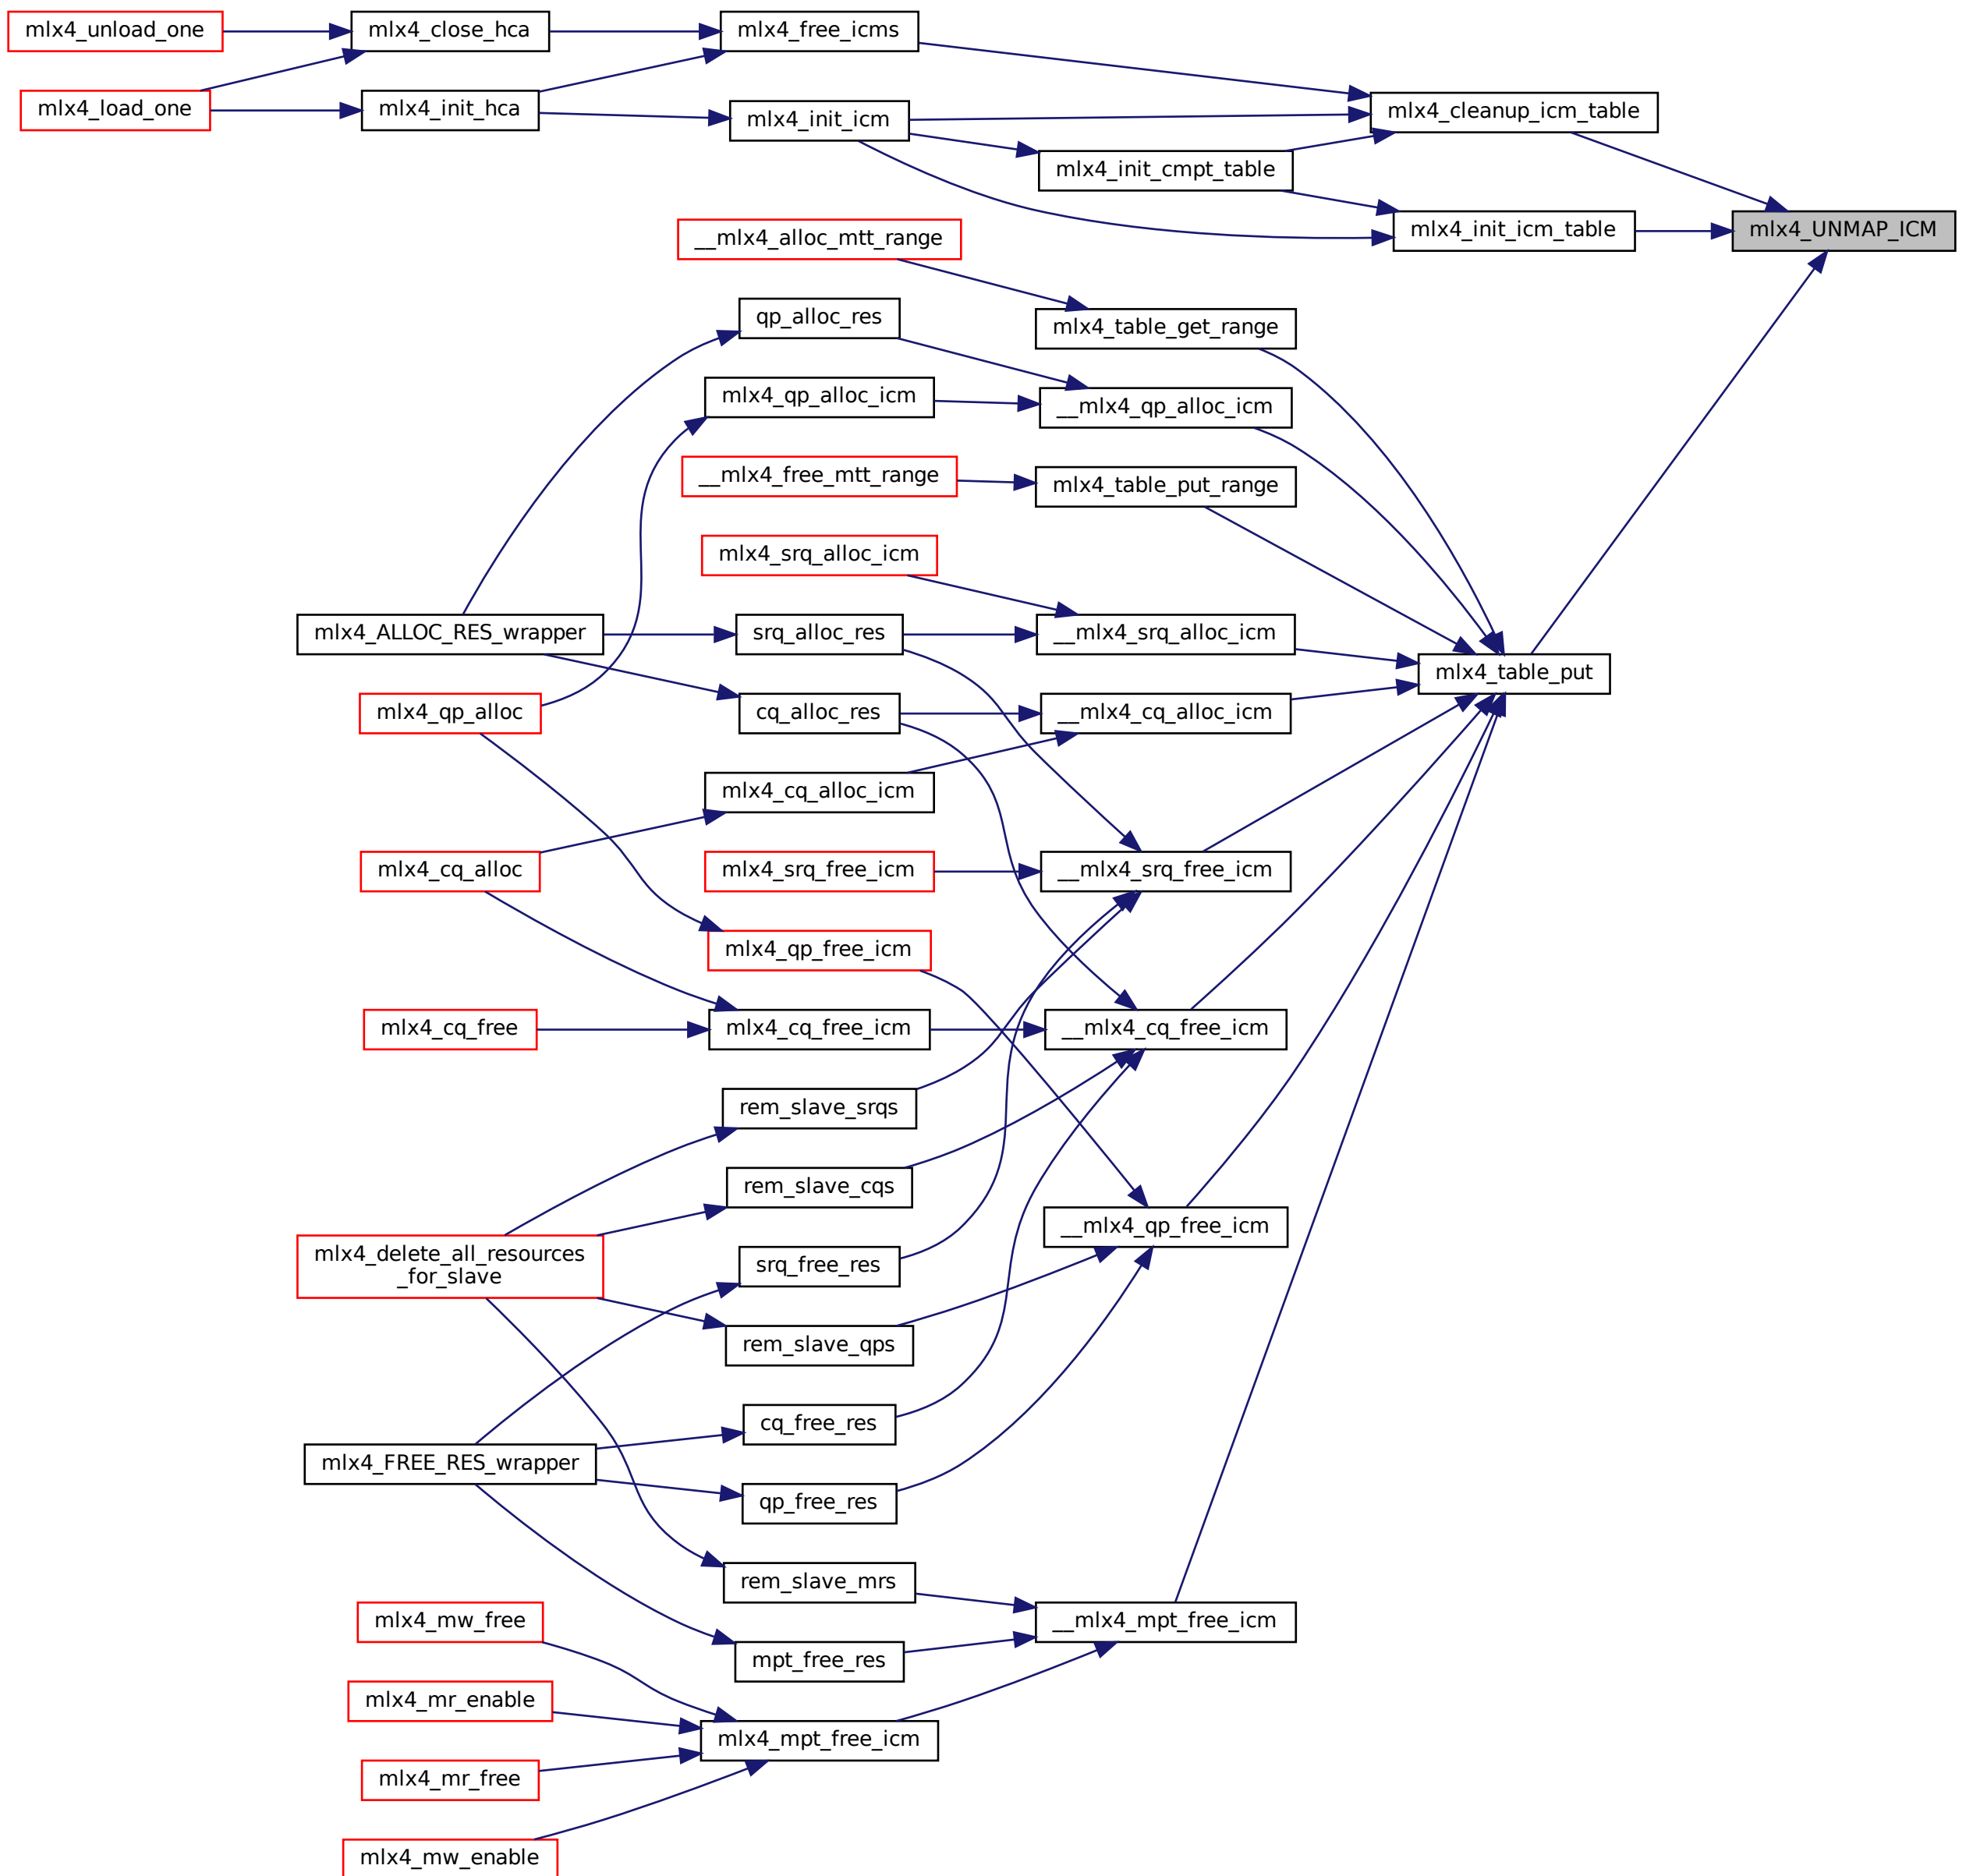 mlx4_unload_one
mlx4_close_hca
mlx4_free_icms
mlx4_load_one
mlx4_init_hca
mlx4_init_icm
mlx4_cleanup_icm_table
mlx4_init_cmpt_table
mlx4_init_icm_table
mlx4_UNMAP_ICM
__mlx4_alloc_mtt_range
qp_alloc_res
mlx4_table_get_range
mlx4_qp_alloc_icm
__mlx4_qp_alloc_icm
__mlx4_free_mtt_range
mlx4_table_put_range
mlx4_srq_alloc_icm
mlx4_ALLOC_RES_wrapper
srq_alloc_res
__mlx4_srq_alloc_icm
mlx4_table_put
mlx4_qp_alloc
cq_alloc_res
__mlx4_cq_alloc_icm
mlx4_cq_alloc_icm
mlx4_cq_alloc
mlx4_srq_free_icm
__mlx4_srq_free_icm
mlx4_qp_free_icm
mlx4_cq_free
mlx4_cq_free_icm
__mlx4_cq_free_icm
rem_slave_srqs
rem_slave_cqs
__mlx4_qp_free_icm
mlx4_delete_all_resources
_for_slave
srq_free_res
rem_slave_qps
cq_free_res
mlx4_FREE_RES_wrapper
qp_free_res
rem_slave_mrs
mlx4_mw_free
__mlx4_mpt_free_icm
mpt_free_res
mlx4_mr_enable
mlx4_mpt_free_icm
mlx4_mr_free
mlx4_mw_enable